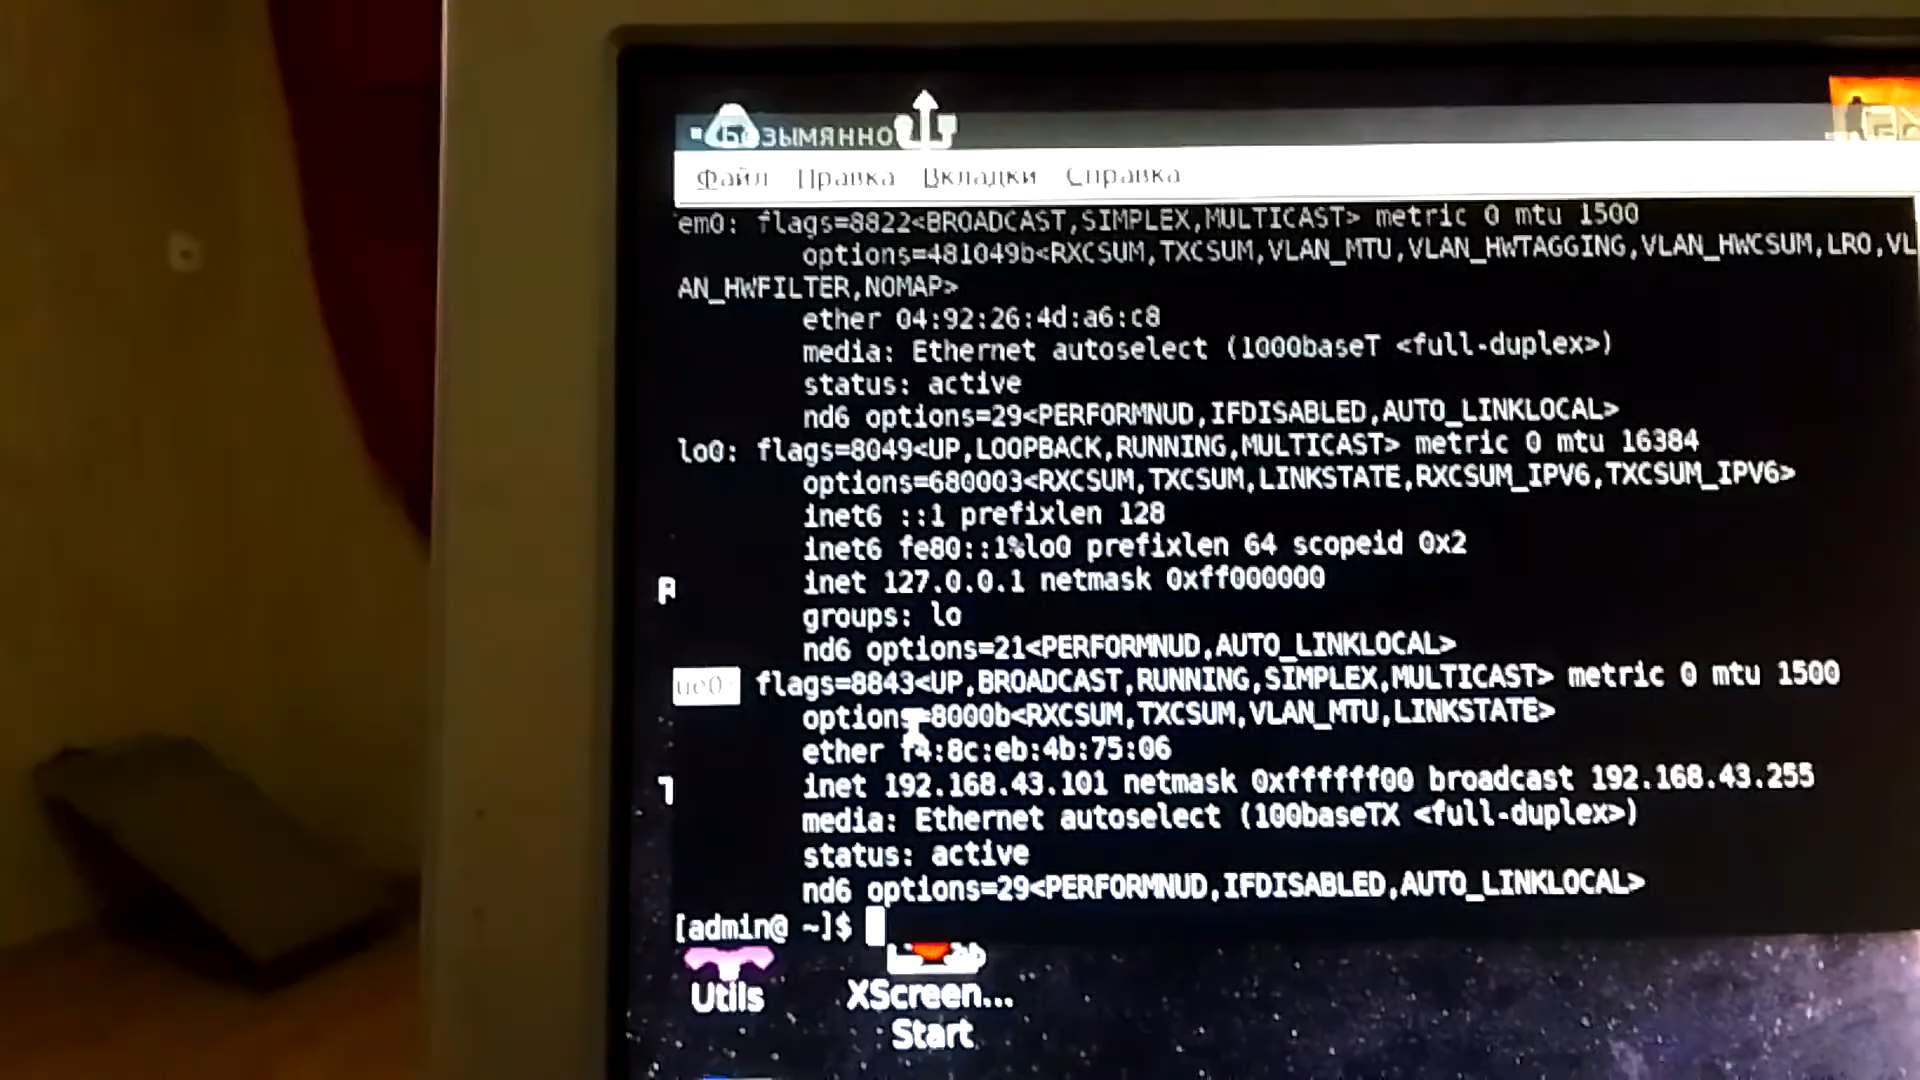 Безымянно
Файл Правка Вкладки Справка
em0: flags=8822<BROADCAST,SIMPLEX,MULTICAST> metric 0 mtu 1500
options=481049b<RXCSUM,TXCSUM,VLAN_MTU,VLAN_HWTAGGING,VLAN_HWCSUM,LRO,VL
AN_HWFILTER,NOMAP>
ether 04:92:26:4d:a6:c8
media: Ethernet autoselect (1000baseT <full-duplex>)
status: active
nd6 options=29<PERFORMNUD,IFDISABLED,AUTO_LINKLOCAL>
lo0: flags=8049<UP,LOOPBACK,RUNNING,MULTICAST> metric 0 mtu 16384
options=680003<RXCSUM,TXCSUM,LINKSTATE,RXCSUM_IPV6,TXCSUM_IPV6>
inet6 ::1 prefixlen 128
inet6 fe80::1%lo0 prefixlen 64 scopeid 0x2
inet 127.0.0.1 netmask 0xff000000
groups: lo
nd6 options=21<PERFORMNUD,AUTO_LINKLOCAL>
ue0: flags=8843<UP,BROADCAST,RUNNING,SIMPLEX,MULTICAST> metric 0 mtu 1500
options=8000b<RXCSUM,TXCSUM,VLAN_MTU,LINKSTATE>
ether f4:8c:eb:4b:75:06
inet 192.168.43.101 netmask 0xffffff00 broadcast 192.168.43.255
media: Ethernet autoselect (100baseTX <full-duplex>)
status: active
nd6 options=29<PERFORMNUD,IFDISABLED,AUTO_LINKLOCAL>
[admin@ ~]$
Utils
XScreen...
Start